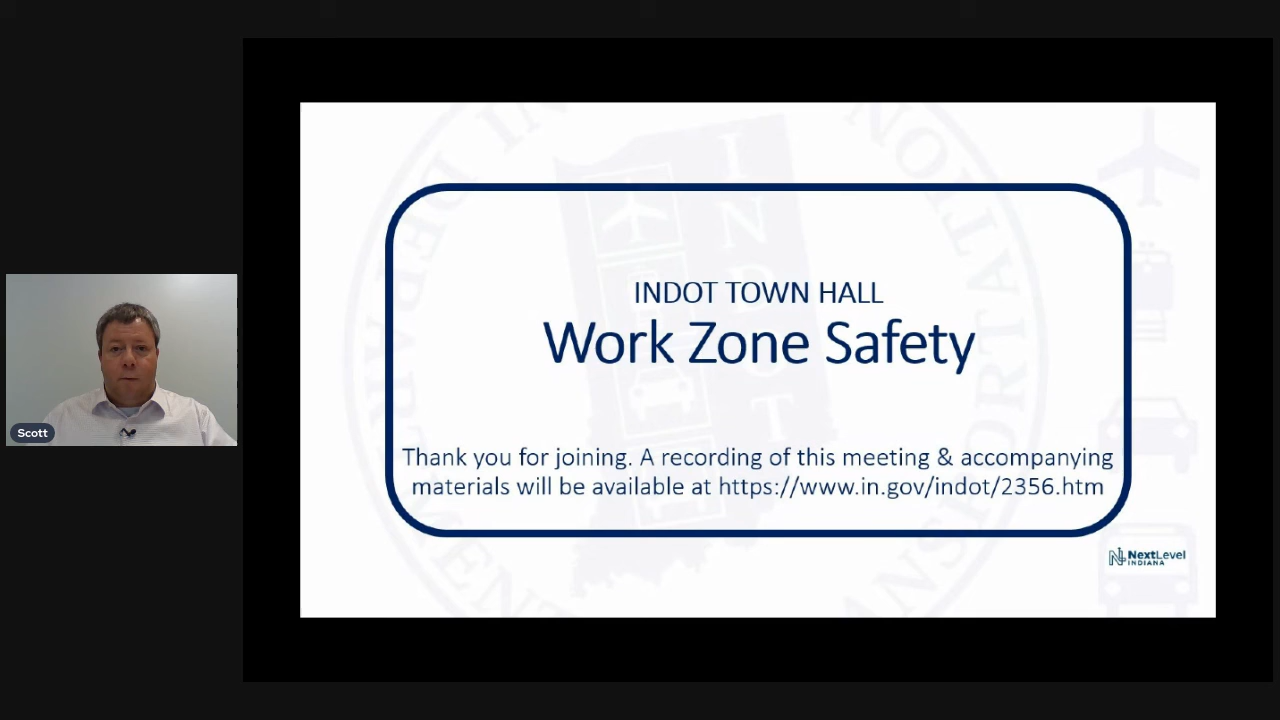 INDOT TOWN HALL
Work Zone Safety
Thank you for joining. A recording of this meeting & accompanying
materials will be available at https://www.in.gov/indot/2356.htm
NextLevel
INDIANA
Scott
INDOT